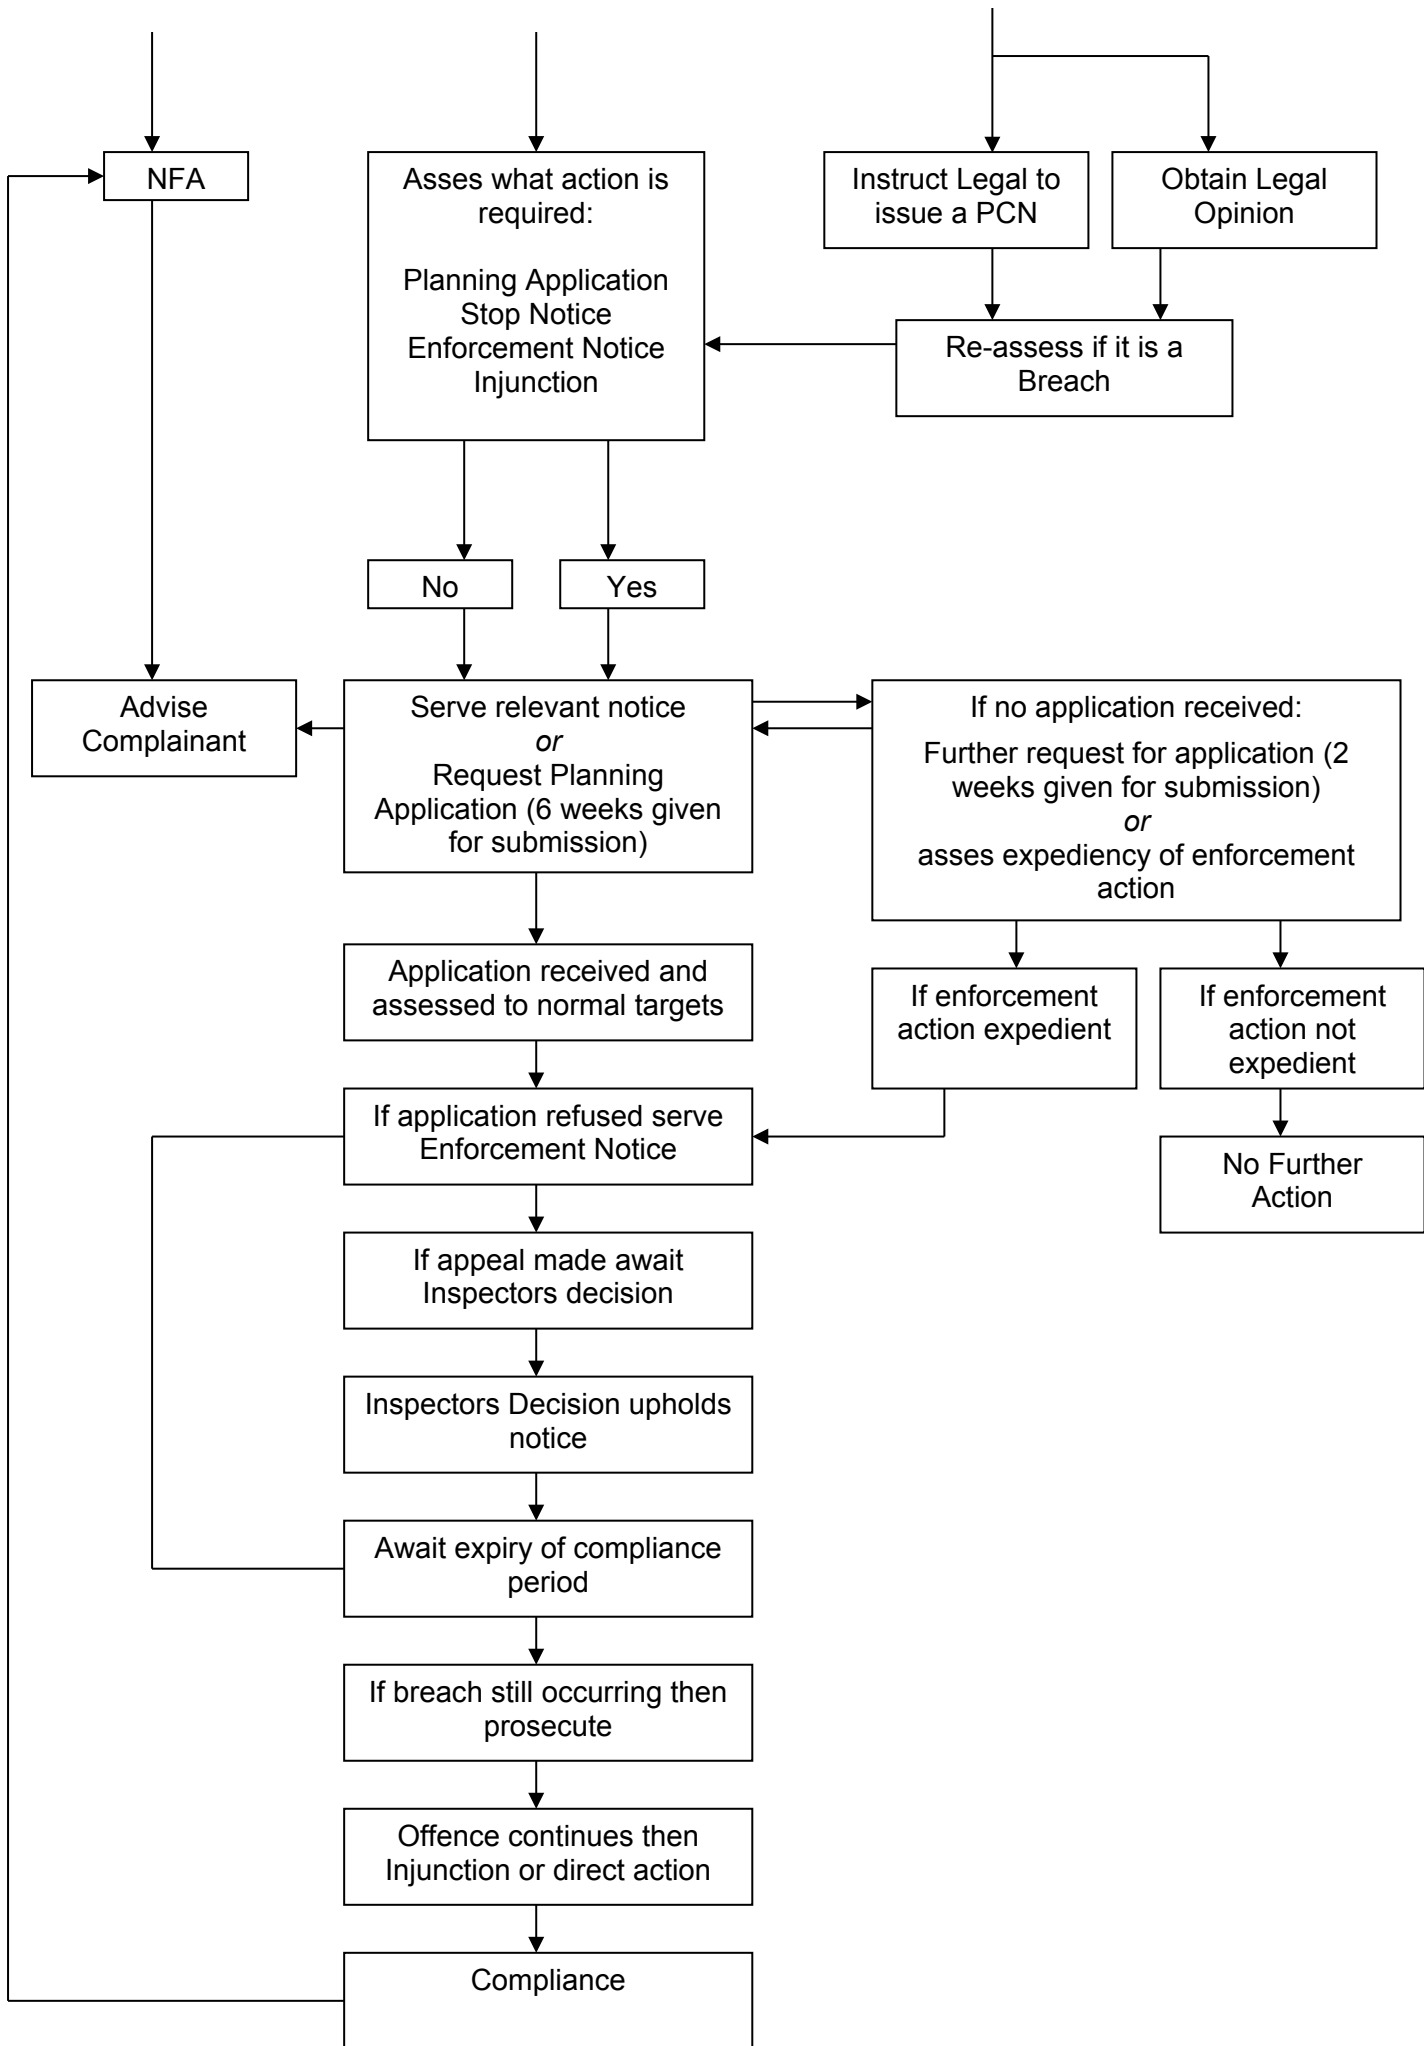 NFA
Asses what action is
required:
Planning Application
Stop Notice
Enforcement Notice
Injunction
Instruct Legal to
issue a PCN
Obtain Legal
Opinion
Re-assess if it is a
Breach
No
Yes
Advise
Complainant
Serve relevant notice
or
Request Planning
Application (6 weeks given
for submission)
If no application received:
Further request for application (2
weeks given for submission)
or
asses expediency of enforcement
action
Application received and
assessed to normal targets
If enforcement
action expedient
If enforcement
action not
expedient
If application refused serve
Enforcement Notice
No Further
Action
If appeal made await
Inspectors decision
Inspectors Decision upholds
notice
Await expiry of compliance
period
If breach still occurring then
prosecute
Offence continues then
Injunction or direct action
Compliance